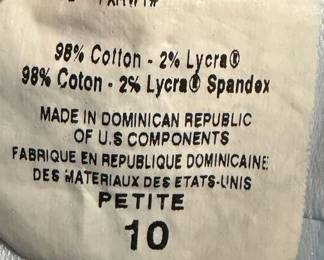 98% Cotton - 2% Lycra®
98% Coton - 2% Lycra® Spandex
MADE IN DOMINICAN REPUBLIC
OF U.S COMPONENTS
FABRIQUE EN REPUBLIQUE DOMINICAINE
DES MATERIAUX DES ETATS-UNIS
PETITE
10